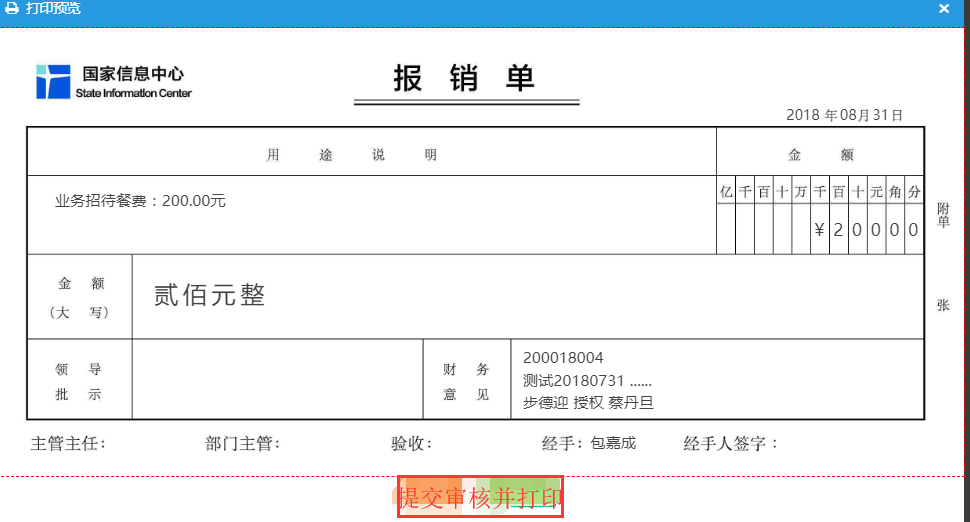 打印预览
国家信息中心
State Information Center
报 销 单
2018 年08月31日
用 途 说 明
金 额
亿千百十万千百十元角分
业务招待餐费：200.00元
¥20000
附单
张
金 额
（大 写）
贰佰元整
领 导
批 示
财 务
意 见
200018004
测试20180731 ......
步德迎 授权 蔡丹旦
主管主任：
部门主管：
验收：
经手：包嘉成
经手人签字：
提交审核并打印